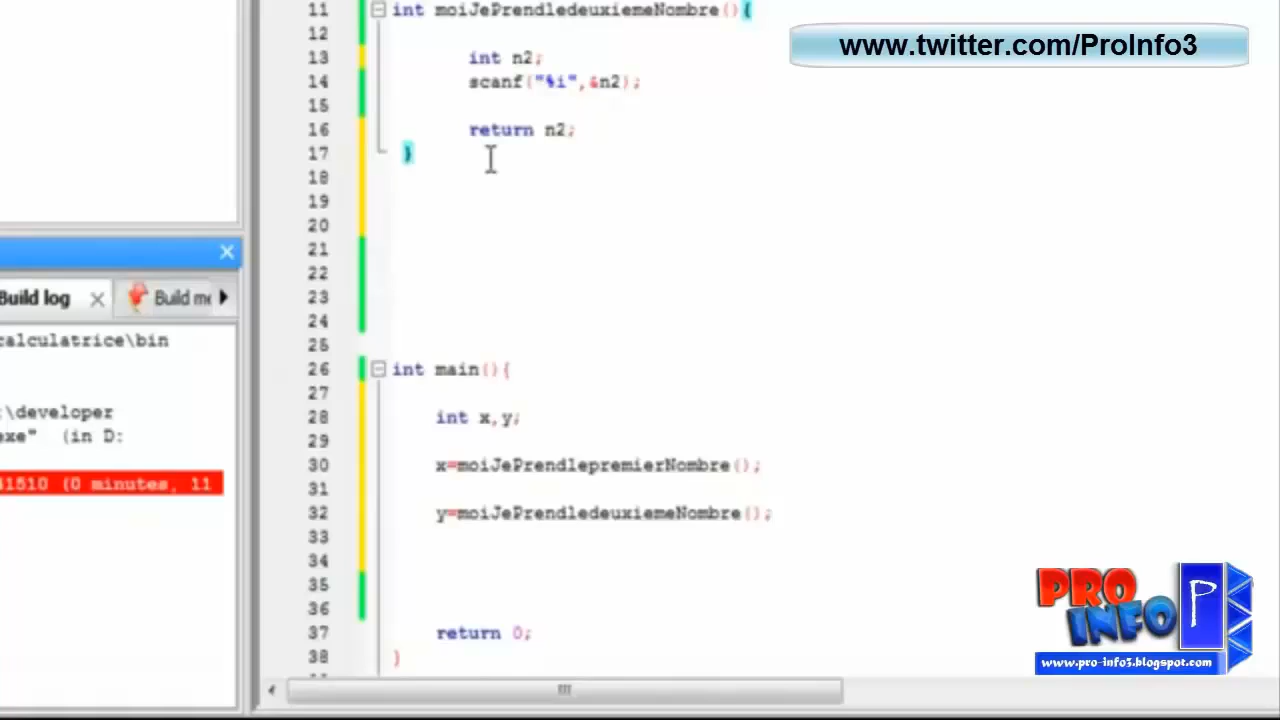 www.twitter.com/ProInfo3
11 int moiJePrendledeuxiemeNombre(){
12
13 int n2;
14 scanf("%i",&n2);
15
16 return n2;
17 }
18
19
20
21
22
23
24
25
26 int main(){
27
28 int x,y;
29
30 x=moiJePrendlepremierNombre();
31
32 y=moiJePrendledeuxiemeNombre();
33
34
35
36
37 return 0;
38 }
Build log
Build me
calculatrice\bin
:\developer
exe" (in D:
41510 (0 minutes, 11
PRO
INFO
P
www.pro-info3.blogspot.com